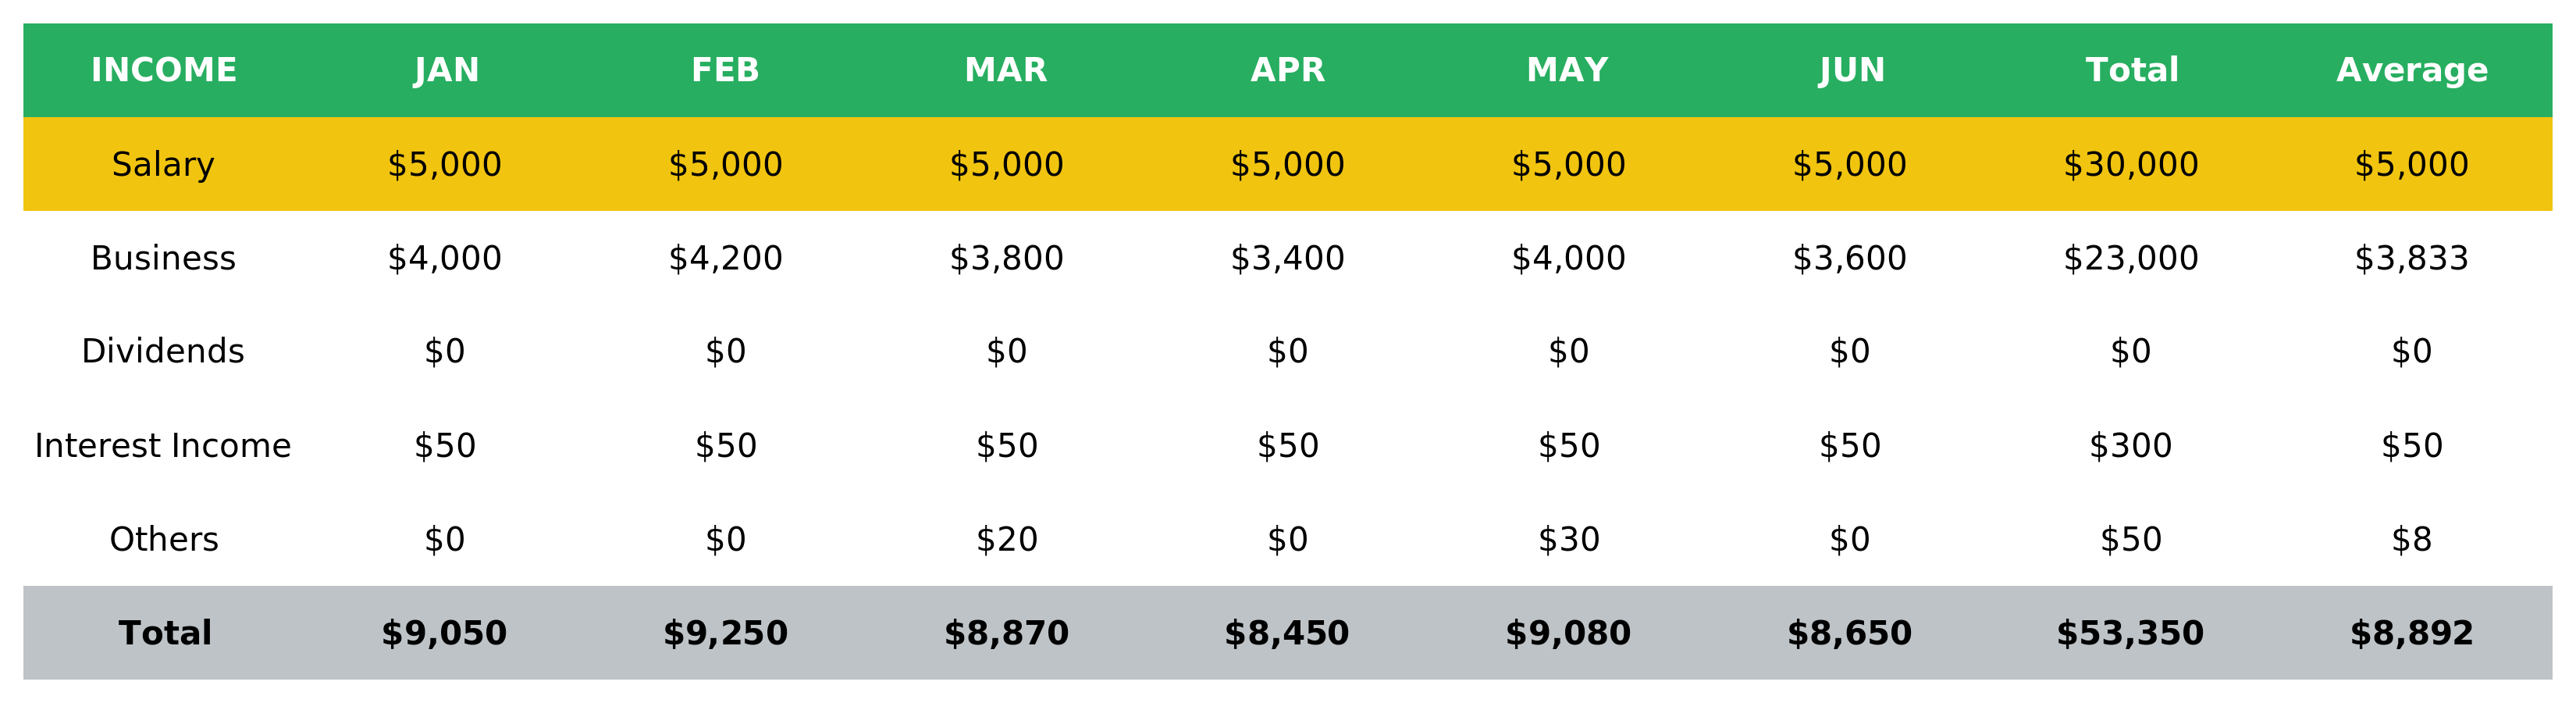 INCOME JAN FEB MAR APR MAY JUN Total Average
Salary $5,000 $5,000 $5,000 $5,000 $5,000 $5,000 $30,000 $5,000
Business $4,000 $4,200 $3,800 $3,400 $4,000 $3,600 $23,000 $3,833
Dividends $0 $0 $0 $0 $0 $0 $0 $0
Interest Income $50 $50 $50 $50 $50 $50 $300 $50
Others $0 $0 $20 $0 $30 $0 $50 $8
Total $9,050 $9,250 $8,870 $8,450 $9,080 $8,650 $53,350 $8,892